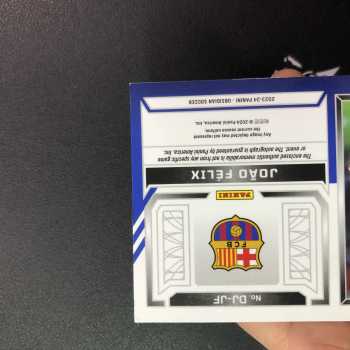 No. DJ-JF
FCB
PANINI
JOÃO FÉLIX
The enclosed authentic memorabilia is not from any specific game
or event. The autograph is guaranteed by Panini America, Inc.
Any image depicted may not represent
the current season uniform.
© 2024 Panini America, Inc.
2023-24 PANINI - OBSIDIAN SOCCER